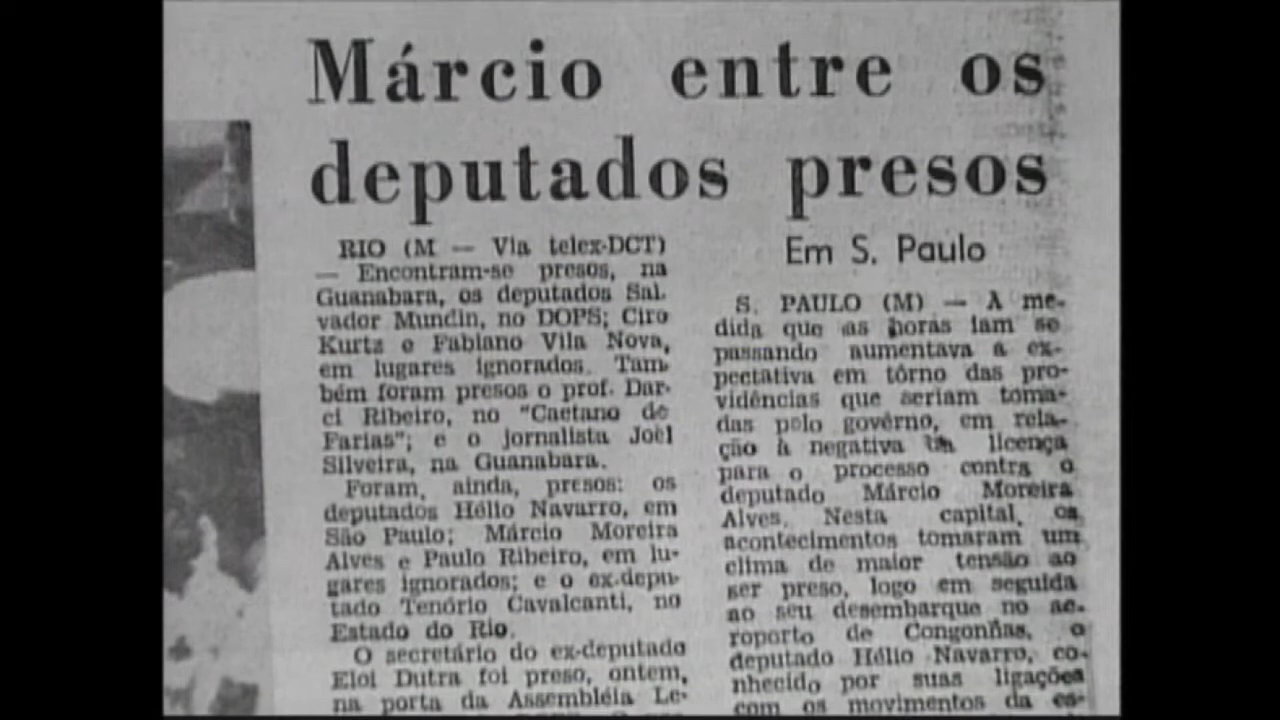 Márcio entre os
deputados presos
RIO (M — Via telex-DCT)
— Encontram-se presos, na
Guanabara, os deputados Sal-
vador Mundin, no DOPS; Ciro
Kurtz e Fabiano Vila Nova,
em lugares ignorados. Tam-
bém foram presos o prof. Dar-
ci Ribeiro, no "Caetano de
Farias"; e o jornalista Joel
Silveira, na Guanabara.
Foram, ainda, presos: os
deputados Hélio Navarro, em
São Paulo; Márcio Moreira
Alves e Paulo Ribeiro, em lu-
gares ignorados; e o ex-depu-
tado Tenório Cavalcanti, no
Estado do Rio.
O secretário do ex-deputado
Eloi Dutra foi preso, ontem,
na porta da Assembléia Le-
Em S. Paulo
S. PAULO (M) — A me-
dida que as horas iam se
passando aumentava a ex-
pectativa em tôrno das pro-
vidências que seriam toma-
das pelo govêrno, em rela-
ção à negativa da licença
para o processo contra o
deputado Márcio Moreira
Alves. Nesta capital, os
acontecimentos tomaram um
clima de maior tensão ao
ser preso, logo em seguida
ao seu desembarque no ae-
roporto de Congonhas, o
deputado Hélio Navarro, co-
nhecido por suas ligações
com os movimentos da es-